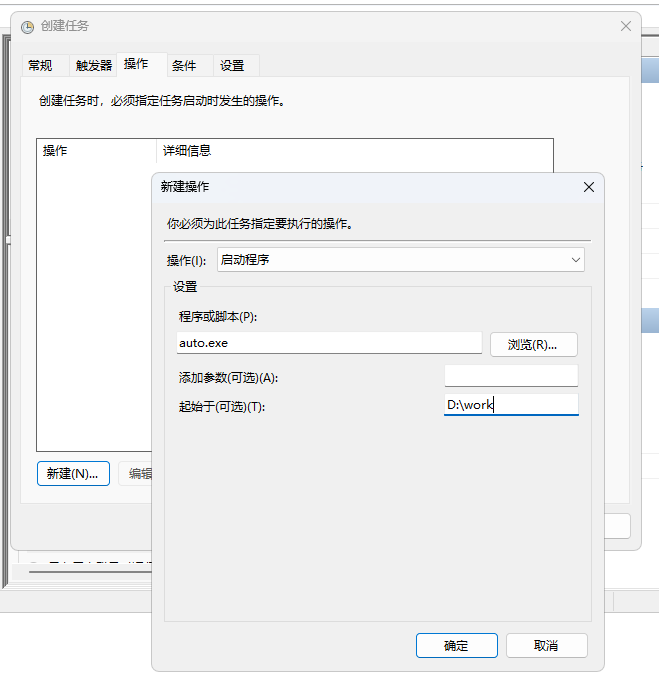 创建任务
常规 触发器 操作 条件 设置
创建任务时，必须指定任务启动时发生的操作。
操作 详细信息
新建操作
你必须为此任务指定要执行的操作。
操作(I): 启动程序
设置
程序或脚本(P):
auto.exe 浏览(R)...
添加参数(可选)(A):
起始于(可选)(T): D:\work
新建(N)... 编辑
确定 取消